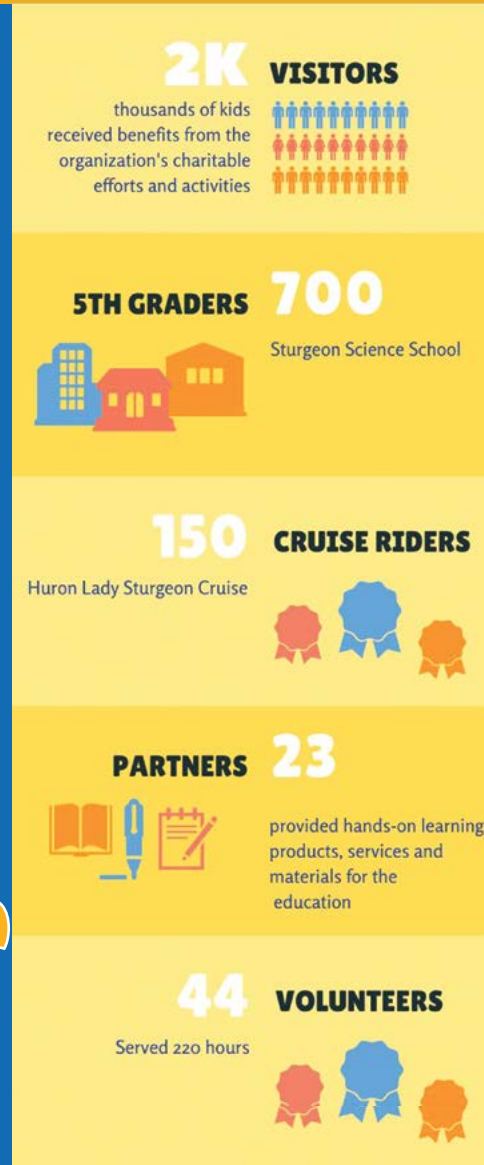 2K VISITORS
thousands of kids
received benefits from the
organization's charitable
efforts and activities
5TH GRADERS 700
Sturgeon Science School
150 CRUISE RIDERS
Huron Lady Sturgeon Cruise
PARTNERS 23
provided hands-on learning
products, services and
materials for the
education
44 VOLUNTEERS
Served 220 hours